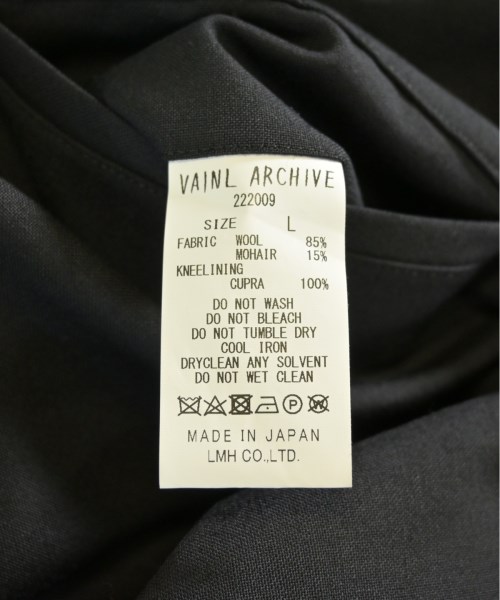 VAINL ARCHIVE
222009
SIZE L
FABRIC WOOL 85%
MOHAIR 15%
KNEELINING
CUPRA 100%
DO NOT WASH
DO NOT BLEACH
DO NOT TUMBLE DRY
COOL IRON
DRYCLEAN ANY SOLVENT
DO NOT WET CLEAN
P W
MADE IN JAPAN
LMH CO.,LTD.